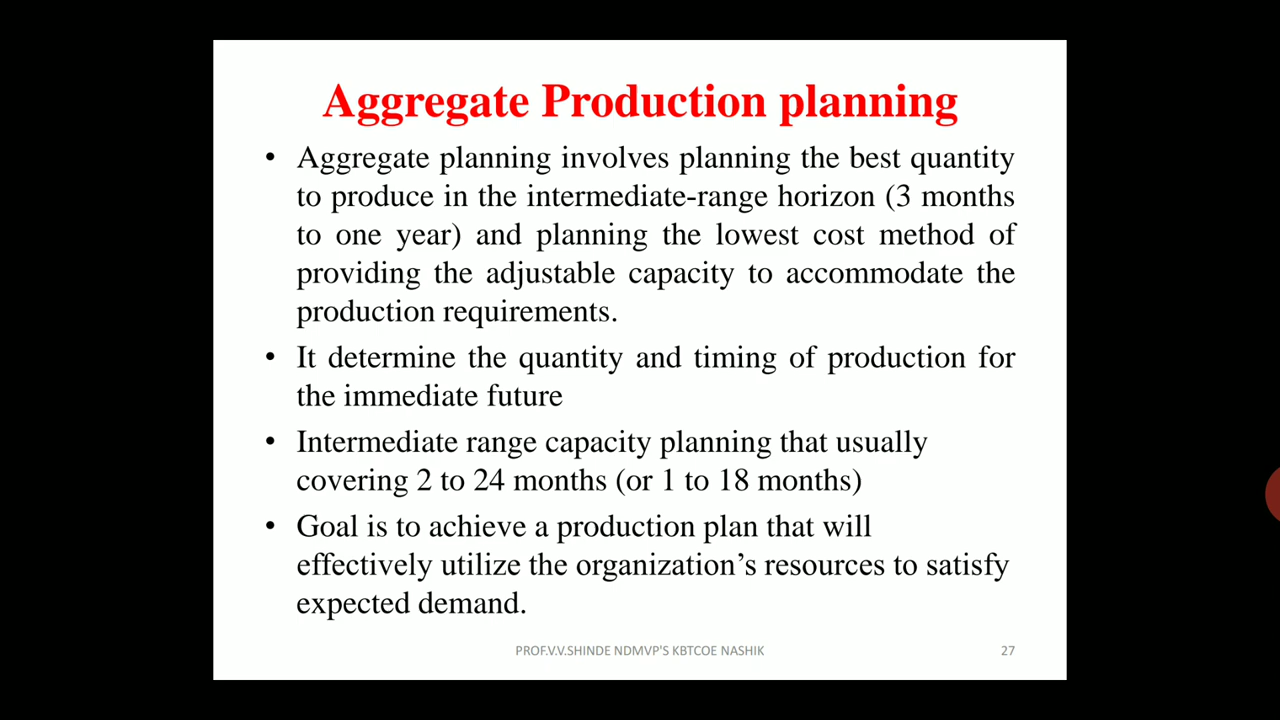 Aggregate Production planning
• Aggregate planning involves planning the best quantity
to produce in the intermediate-range horizon (3 months
to one year) and planning the lowest cost method of
providing the adjustable capacity to accommodate the
production requirements.
• It determine the quantity and timing of production for
the immediate future
• Intermediate range capacity planning that usually
covering 2 to 24 months (or 1 to 18 months)
• Goal is to achieve a production plan that will
effectively utilize the organization’s resources to satisfy
expected demand.
PROF.V.V.SHINDE NDMVP'S KBTCOE NASHIK 27